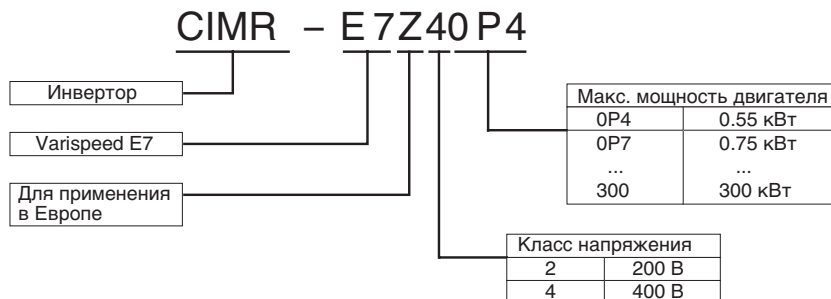 CIMR – E7Z40P4
Инвертор
Varispeed E7
Для применения
в Европе
Макс. мощность двигателя
0P4 0.55 кВт
0P7 0.75 кВт
... ...
300 300 кВт
Класс напряжения
2 200 В
4 400 В